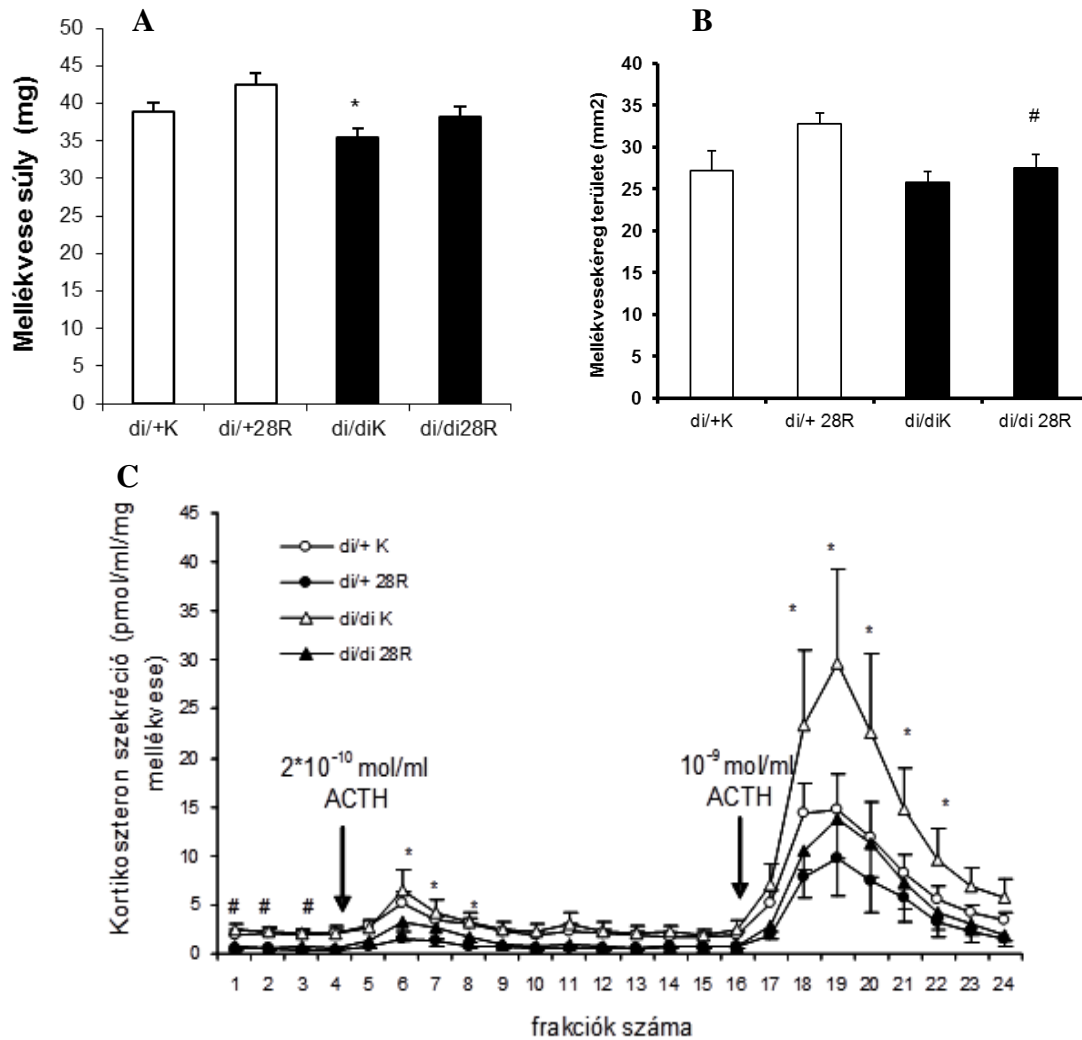 A
50
45
40
35
30
25
20
15
10
5
0
Mellékvese súly (mg)
*
di/+K
di/+28R
di/diK
di/di28R
B
40
35
30
25
20
15
10
5
0
Mellékvesekéreg területe (mm2)
#
di/+K
di/+ 28R
di/diK
di/di 28R
C
45
40
35
30
25
20
15
10
5
0
Kortikoszteron szekréció (pmol/ml/mg
mellékvese)
di/+ K
di/+ 28R
di/di K
di/di 28R
2*10⁻¹⁰ mol/ml
ACTH
10⁻⁹ mol/ml
ACTH
# # #
* * *
* * * * *
1 2 3 4 5 6 7 8 9 10 11 12 13 14 15 16 17 18 19 20 21 22 23 24
frakciók száma